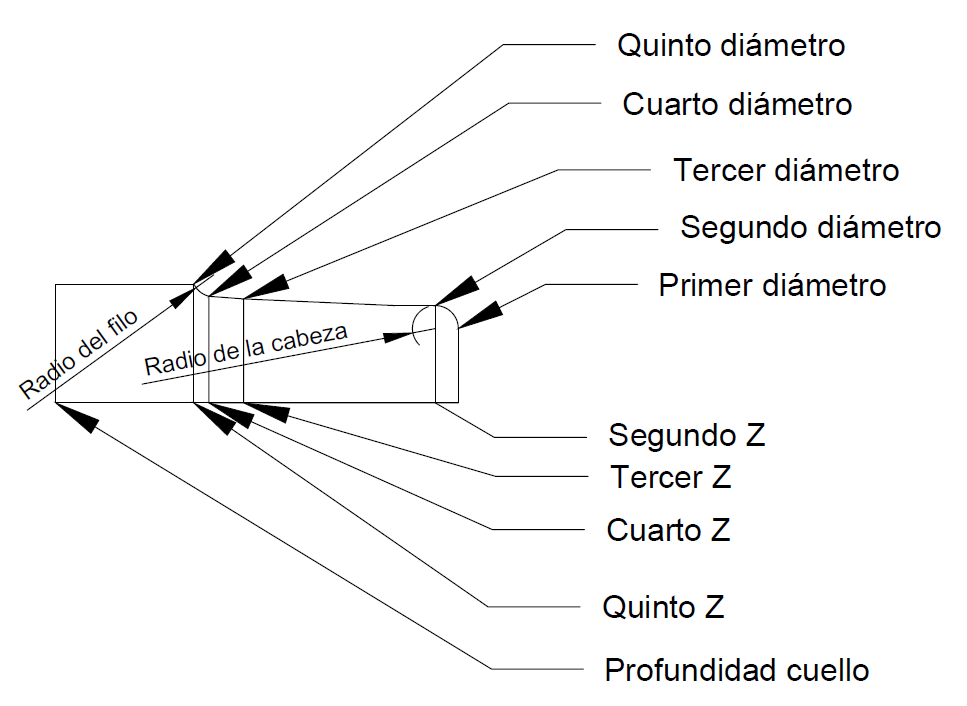 Quinto diámetro
Cuarto diámetro
Tercer diámetro
Segundo diámetro
Primer diámetro
Radio del filo
Radio de la cabeza
Segundo Z
Tercer Z
Cuarto Z
Quinto Z
Profundidad cuello